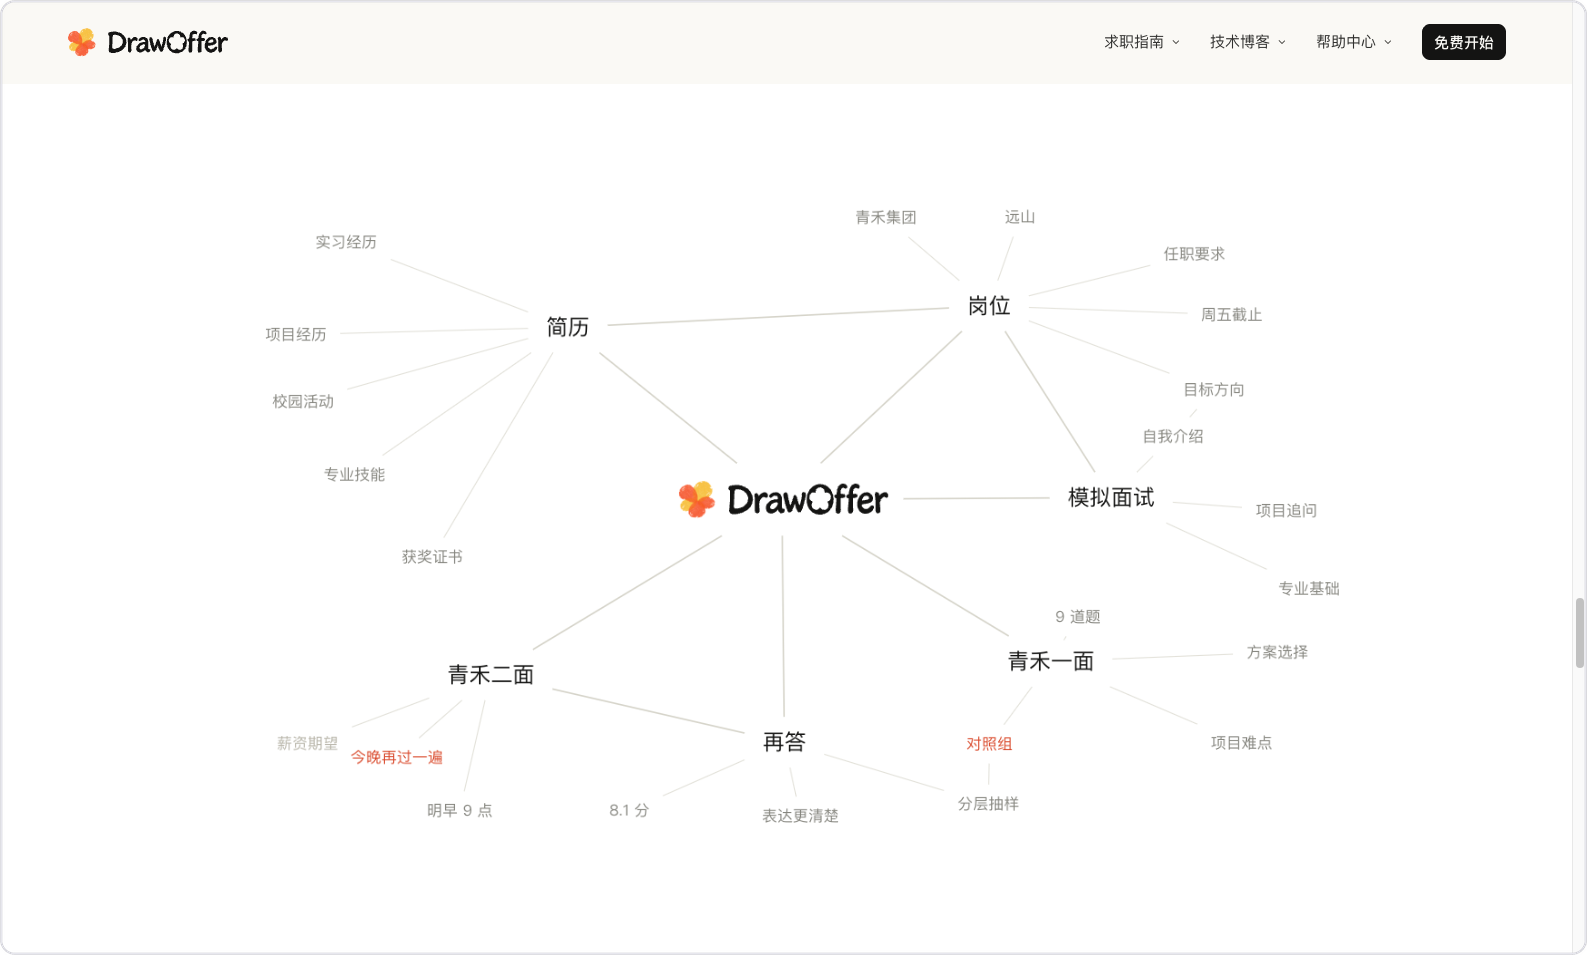 DrawOffer
求职指南
技术博客
帮助中心
免费开始
青禾集团
远山
实习经历
任职要求
岗位
周五截止
简历
项目经历
目标方向
校园活动
自我介绍
专业技能
DrawOffer
模拟面试
项目追问
获奖证书
专业基础
9 道题
方案选择
青禾一面
青禾二面
薪资期望
今晚再过一遍
再答
对照组
项目难点
明早 9 点
8.1 分
表达更清楚
分层抽样